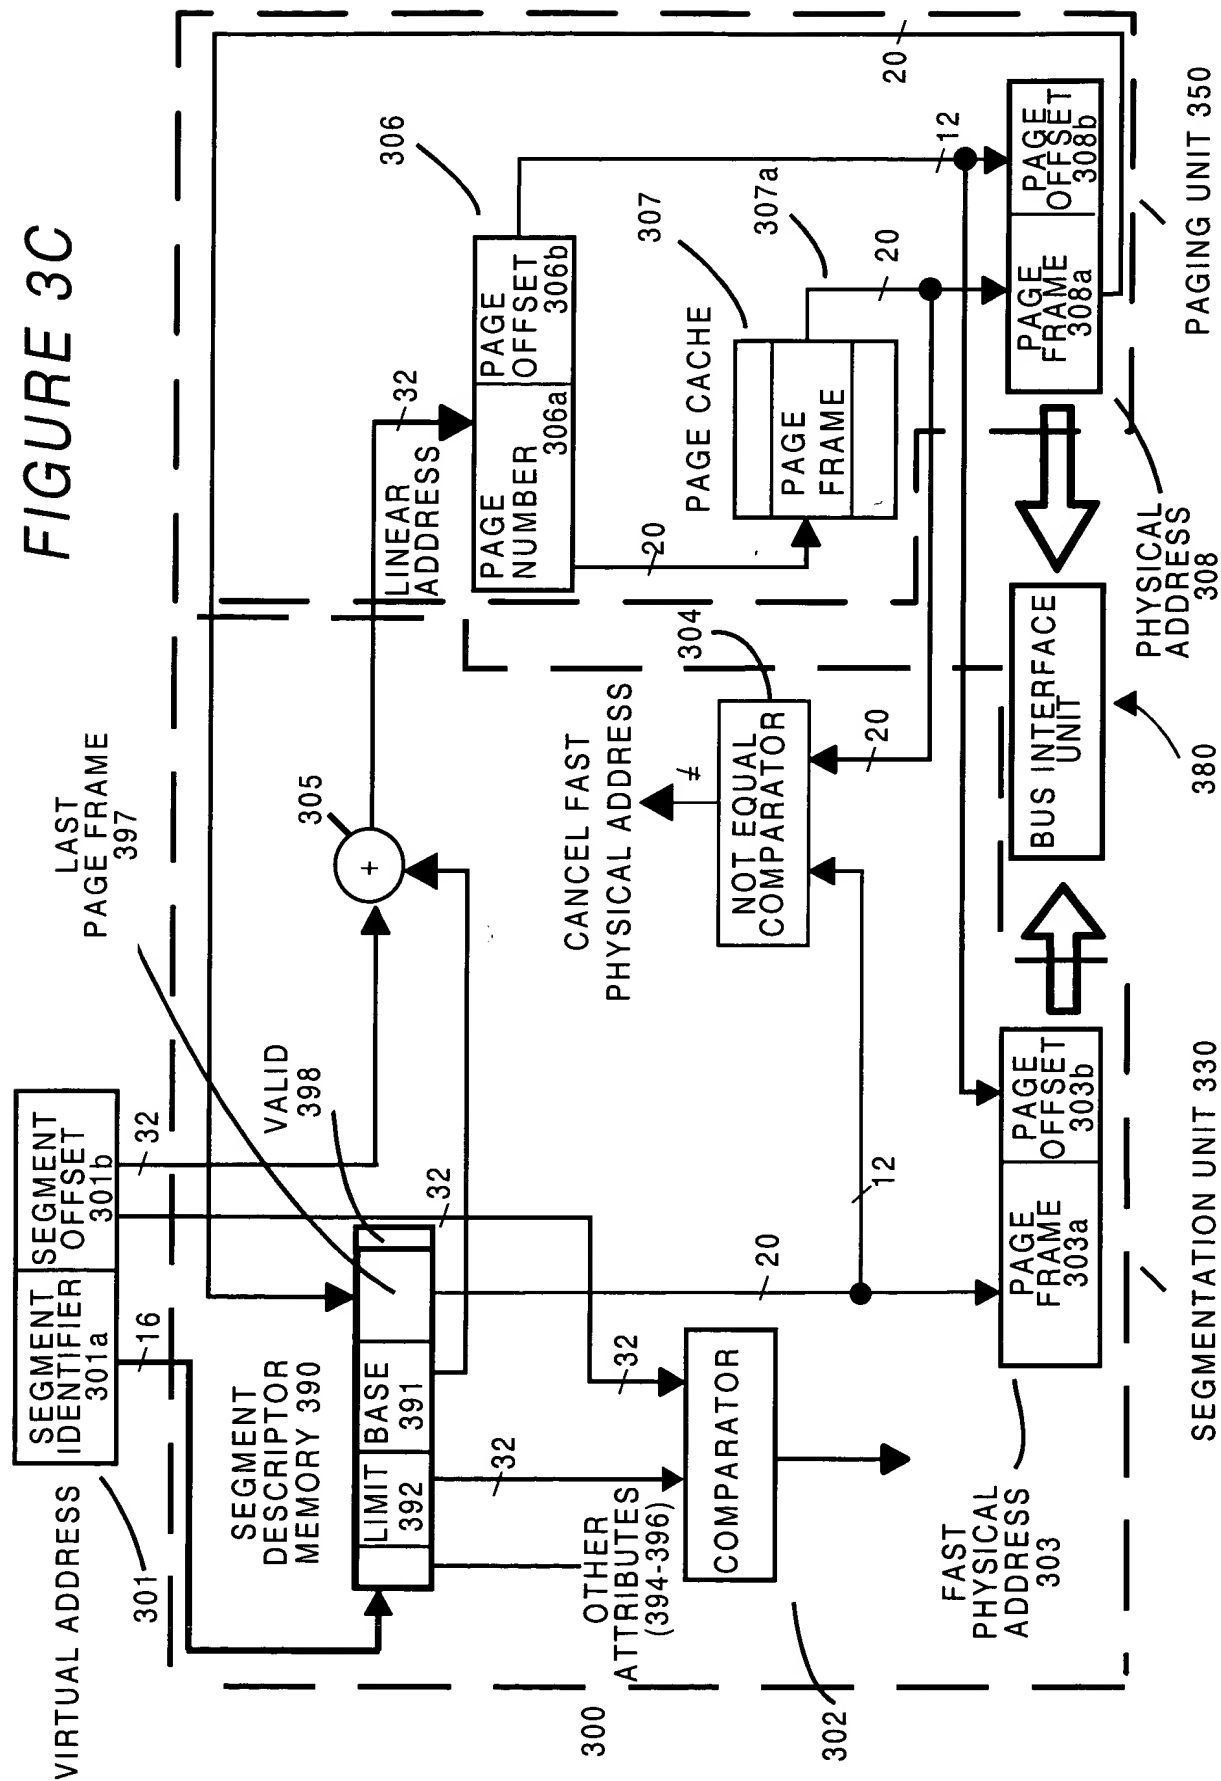 FIGURE 3C
VIRTUAL ADDRESS
301
SEGMENT
IDENTIFIER
301a
SEGMENT
OFFSET
301b
16
32
LAST
PAGE FRAME
397
SEGMENT
DESCRIPTOR
MEMORY 390
VALID
398
LIMIT
392
BASE
391
32
305
+
32
LINEAR
ADDRESS
306
PAGE
NUMBER
306a
PAGE
OFFSET
306b
OTHER
ATTRIBUTES
(394-396)
32
32
COMPARATOR
302
300
20
12
CANCEL FAST
PHYSICAL ADDRESS
≠
NOT EQUAL
COMPARATOR
304
20
20
PAGE CACHE
307
PAGE
FRAME
307a
20
12
20
FAST
PHYSICAL
ADDRESS
303
PAGE
FRAME
303a
PAGE
OFFSET
303b
BUS INTERFACE
UNIT
380
PAGE
FRAME
308a
PAGE
OFFSET
308b
PHYSICAL
ADDRESS
308
SEGMENTATION UNIT 330
PAGING UNIT 350